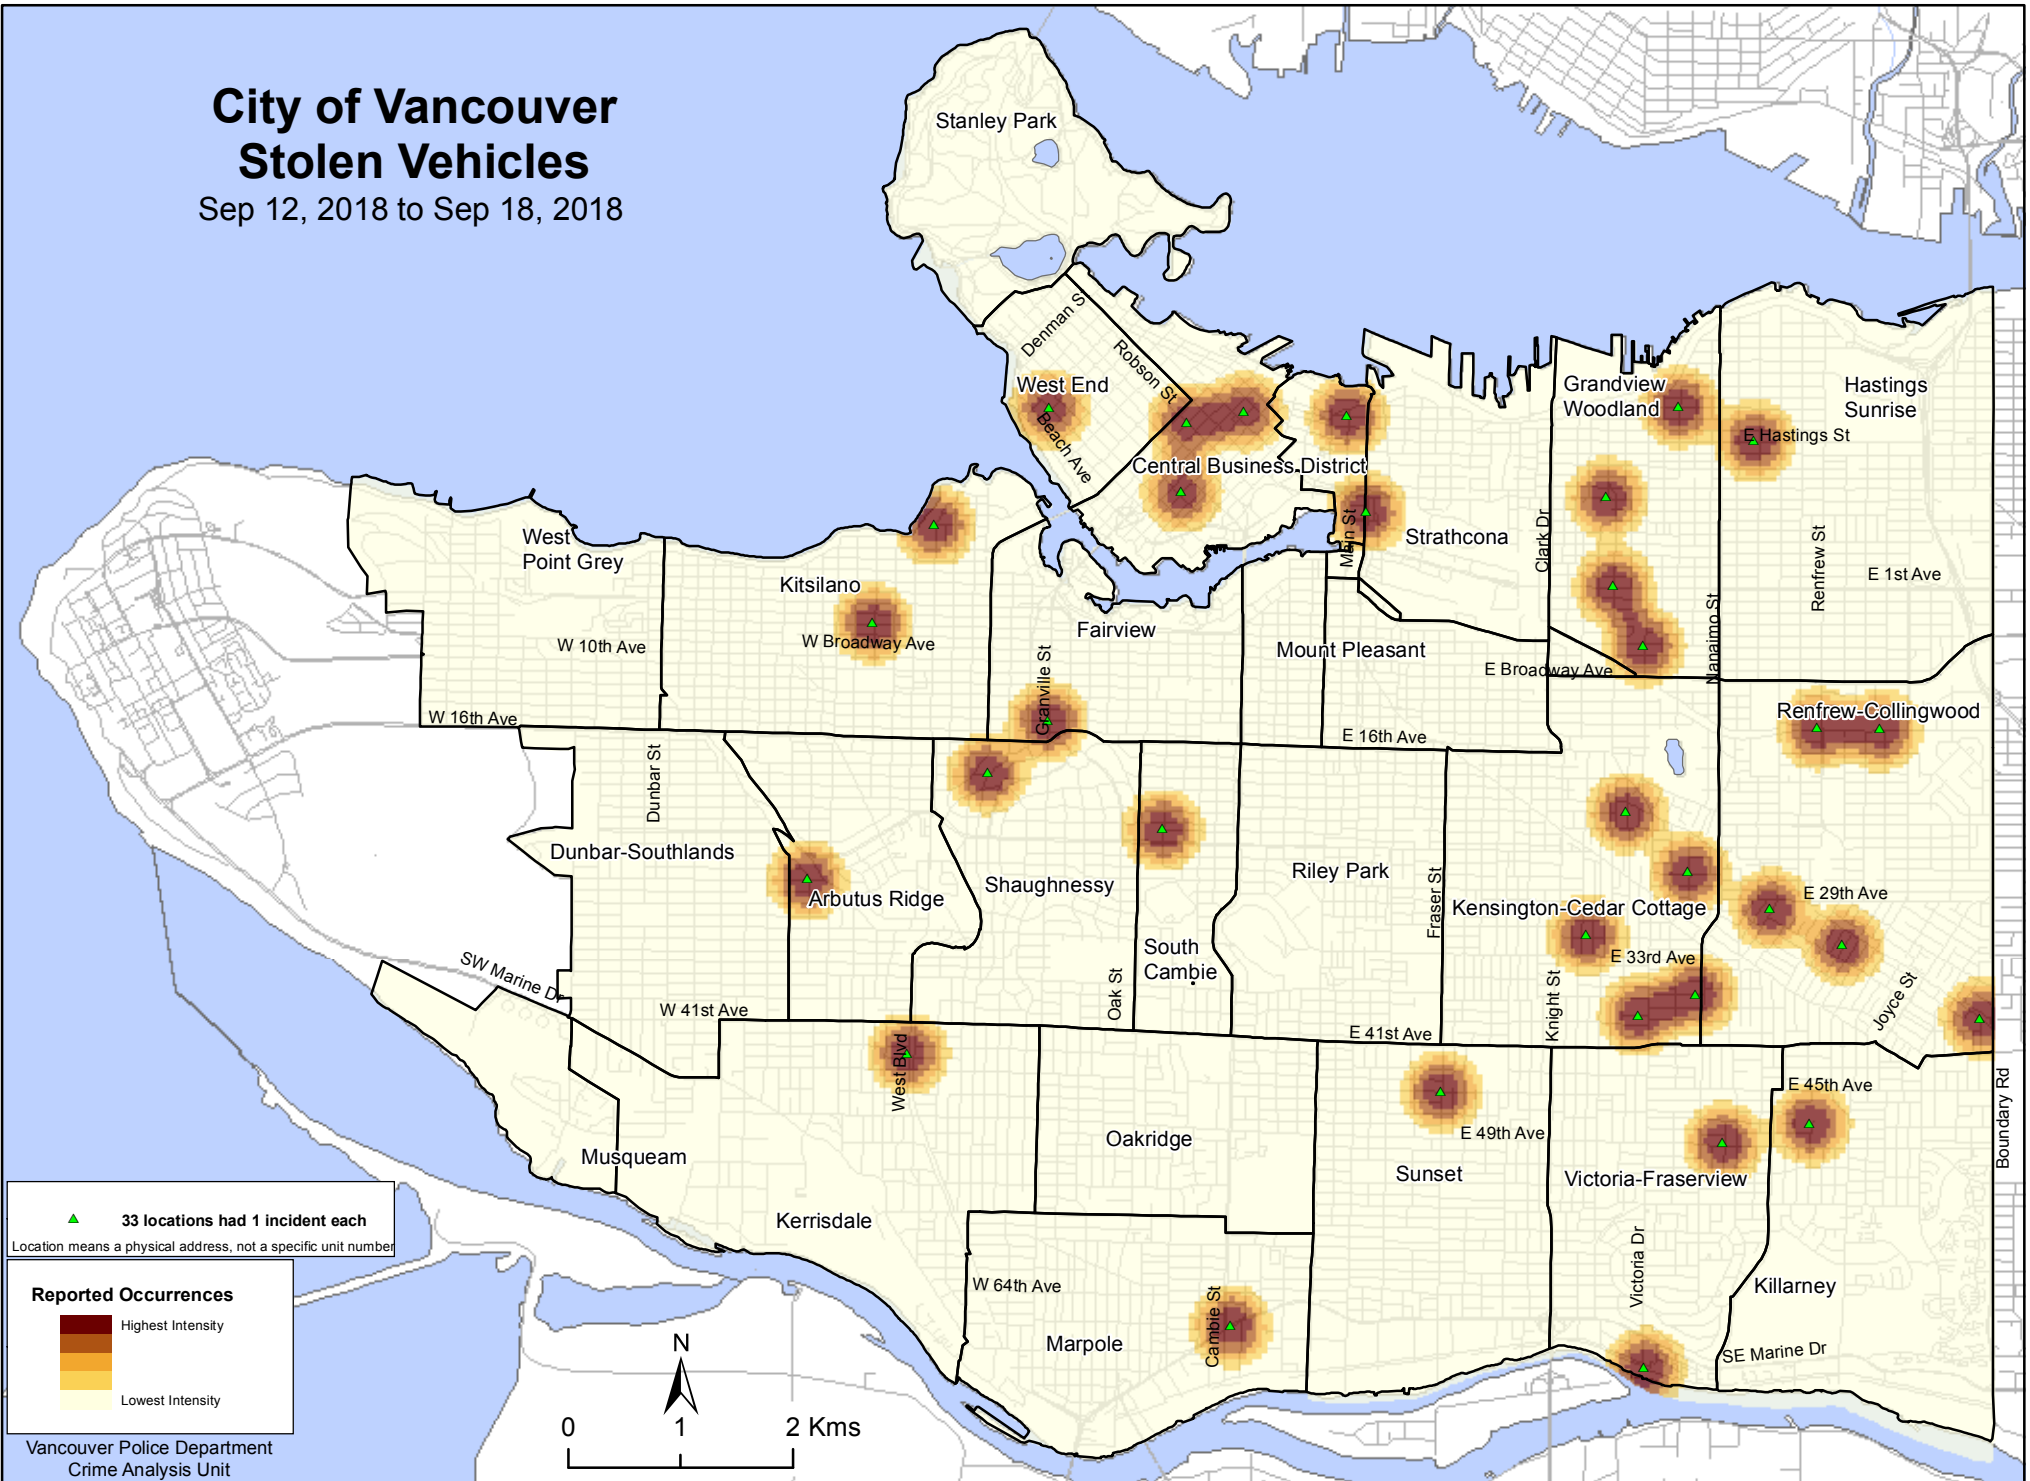 City of Vancouver
Stolen Vehicles
Sep 12, 2018 to Sep 18, 2018
Stanley Park
Denman S
Robson St
West End
Beach Ave
Central Business District
Grandview
Woodland
Hastings
Sunrise
E Hastings St
West
Point Grey
Kitsilano
Main St
Strathcona
Clark Dr
Renfrew St
E 1st Ave
W 10th Ave
W Broadway Ave
Fairview
Granville St
Mount Pleasant
E Broadway Ave
Nanaimo St
W 16th Ave
E 16th Ave
Renfrew-Collingwood
Dunbar St
Dunbar-Southlands
Arbutus Ridge
Shaughnessy
Riley Park
Fraser St
Kensington-Cedar Cottage
E 29th Ave
South
Cambie
E 33rd Ave
SW Marine Dr
W 41st Ave
Oak St
E 41st Ave
Knight St
Joyce St
West Blvd
E 45th Ave
Boundary Rd
Oakridge
E 49th Ave
Musqueam
Sunset
Victoria-Fraserview
Kerrisdale
W 64th Ave
Victoria Dr
Killarney
Marpole
Cambie St
SE Marine Dr
33 locations had 1 incident each
Location means a physical address, not a specific unit number
Reported Occurrences
Highest Intensity
Lowest Intensity
N
0 1 2 Kms
Vancouver Police Department
Crime Analysis Unit